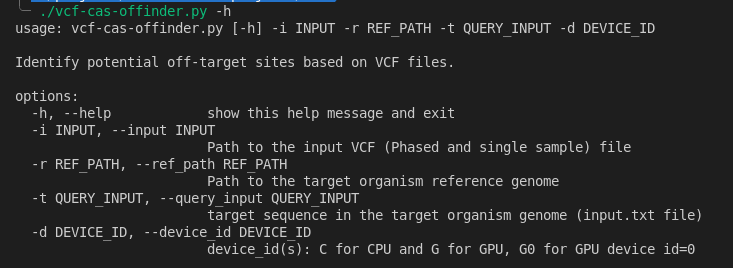 ./vcf-cas-offinder.py -h
usage: vcf-cas-offinder.py [-h] -i INPUT -r REF_PATH -t QUERY_INPUT -d DEVICE_ID
Identify potential off-target sites based on VCF files.
options:
-h, --help show this help message and exit
-i INPUT, --input INPUT
Path to the input VCF (Phased and single sample) file
-r REF_PATH, --ref_path REF_PATH
Path to the target organism reference genome
-t QUERY_INPUT, --query_input QUERY_INPUT
target sequence in the target organism genome (input.txt file)
-d DEVICE_ID, --device_id DEVICE_ID
device_id(s): C for CPU and G for GPU, G0 for GPU device id=0